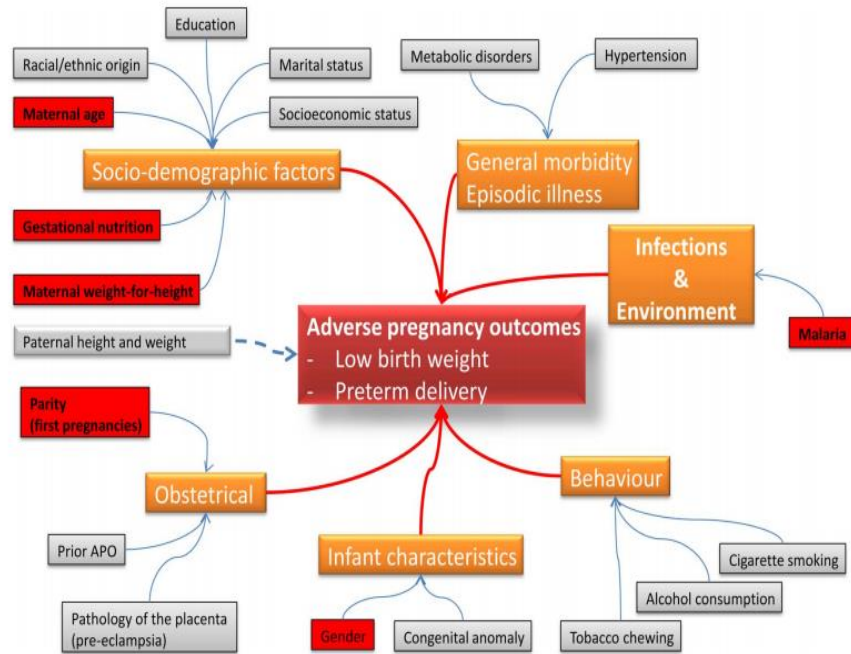 Education
Racial/ethnic origin
Marital status
Maternal age
Socioeconomic status
Socio-demographic factors
Gestational nutrition
Maternal weight-for-height
Metabolic disorders
Hypertension
General morbidity
Episodic illness
Infections
&
Environment
Malaria
Paternal height and weight
Adverse pregnancy outcomes
- Low birth weight
- Preterm delivery
Parity
(first pregnancies)
Obstetrical
Prior APO
Pathology of the placenta
(pre-eclampsia)
Infant characteristics
Gender
Congenital anomaly
Behaviour
Cigarette smoking
Alcohol consumption
Tobacco chewing